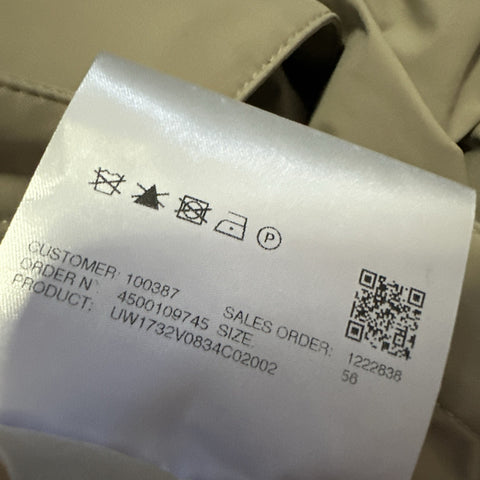 P
CUSTOMER: 100387 SALES ORDER: 1222838
ORDER N° 4500109745 SIZE: 56
PRODUCT: UW1732V0834C02002